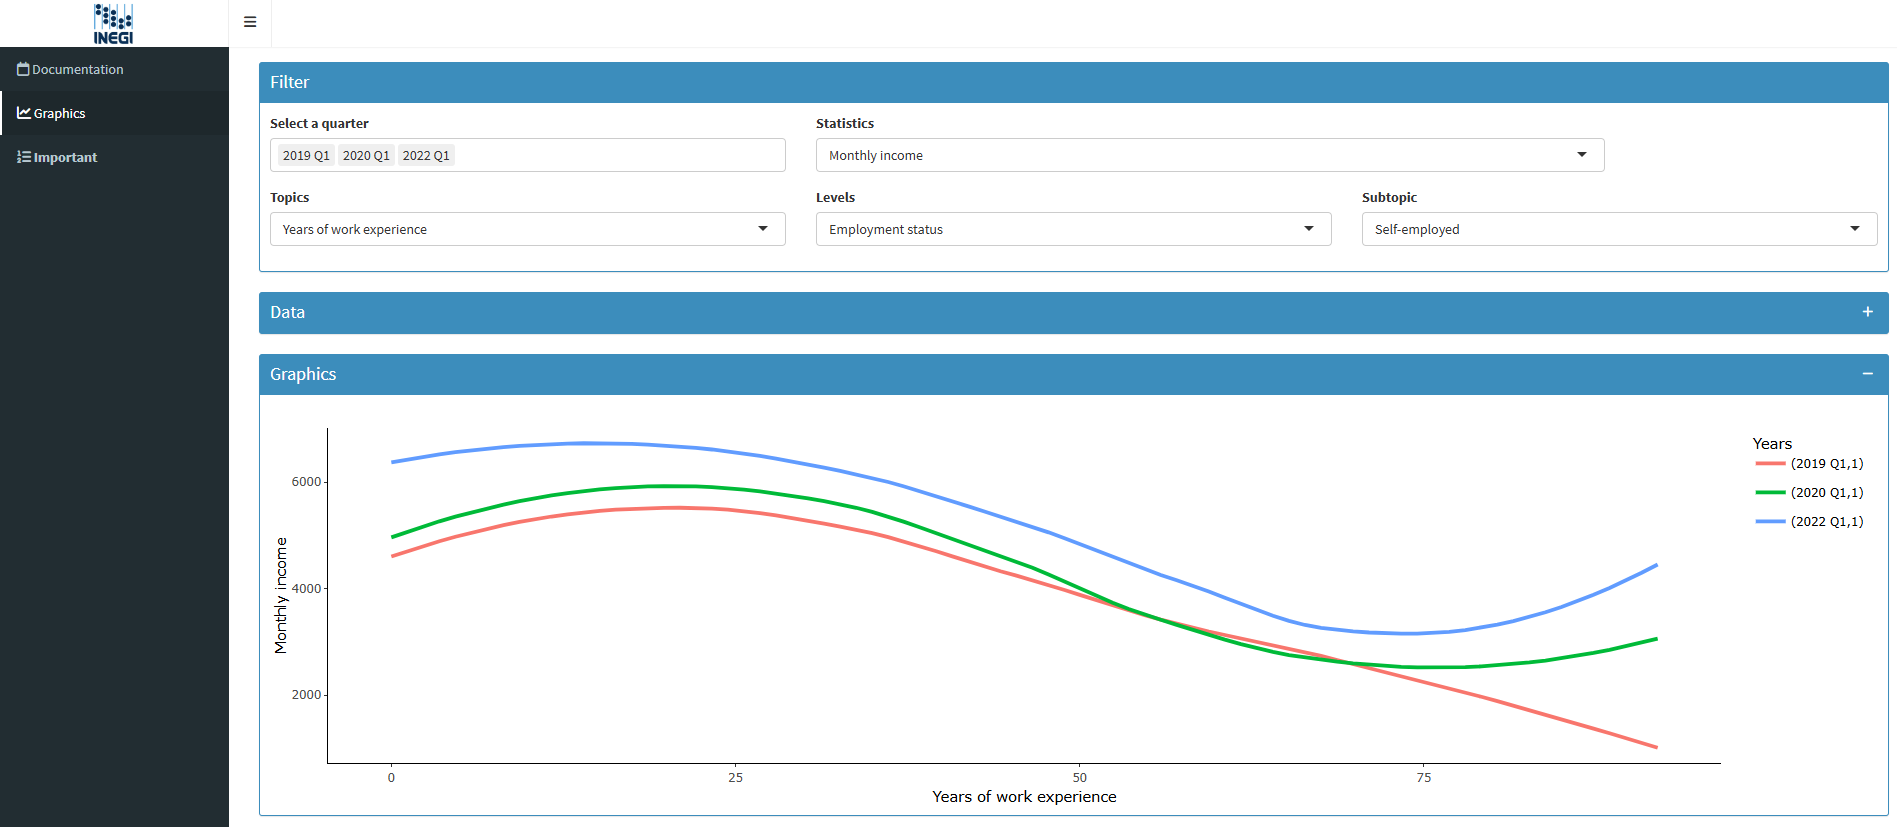 INEGI
Documentation
Graphics
Important
Filter
Select a quarter
Statistics
2019 Q1 2020 Q1 2022 Q1
Monthly income
Topics
Levels
Subtopic
Years of work experience
Employment status
Self-employed
Data
Graphics
Years
(2019 Q1,1)
(2020 Q1,1)
(2022 Q1,1)
Monthly income
6000
4000
2000
0 25 50 75
Years of work experience